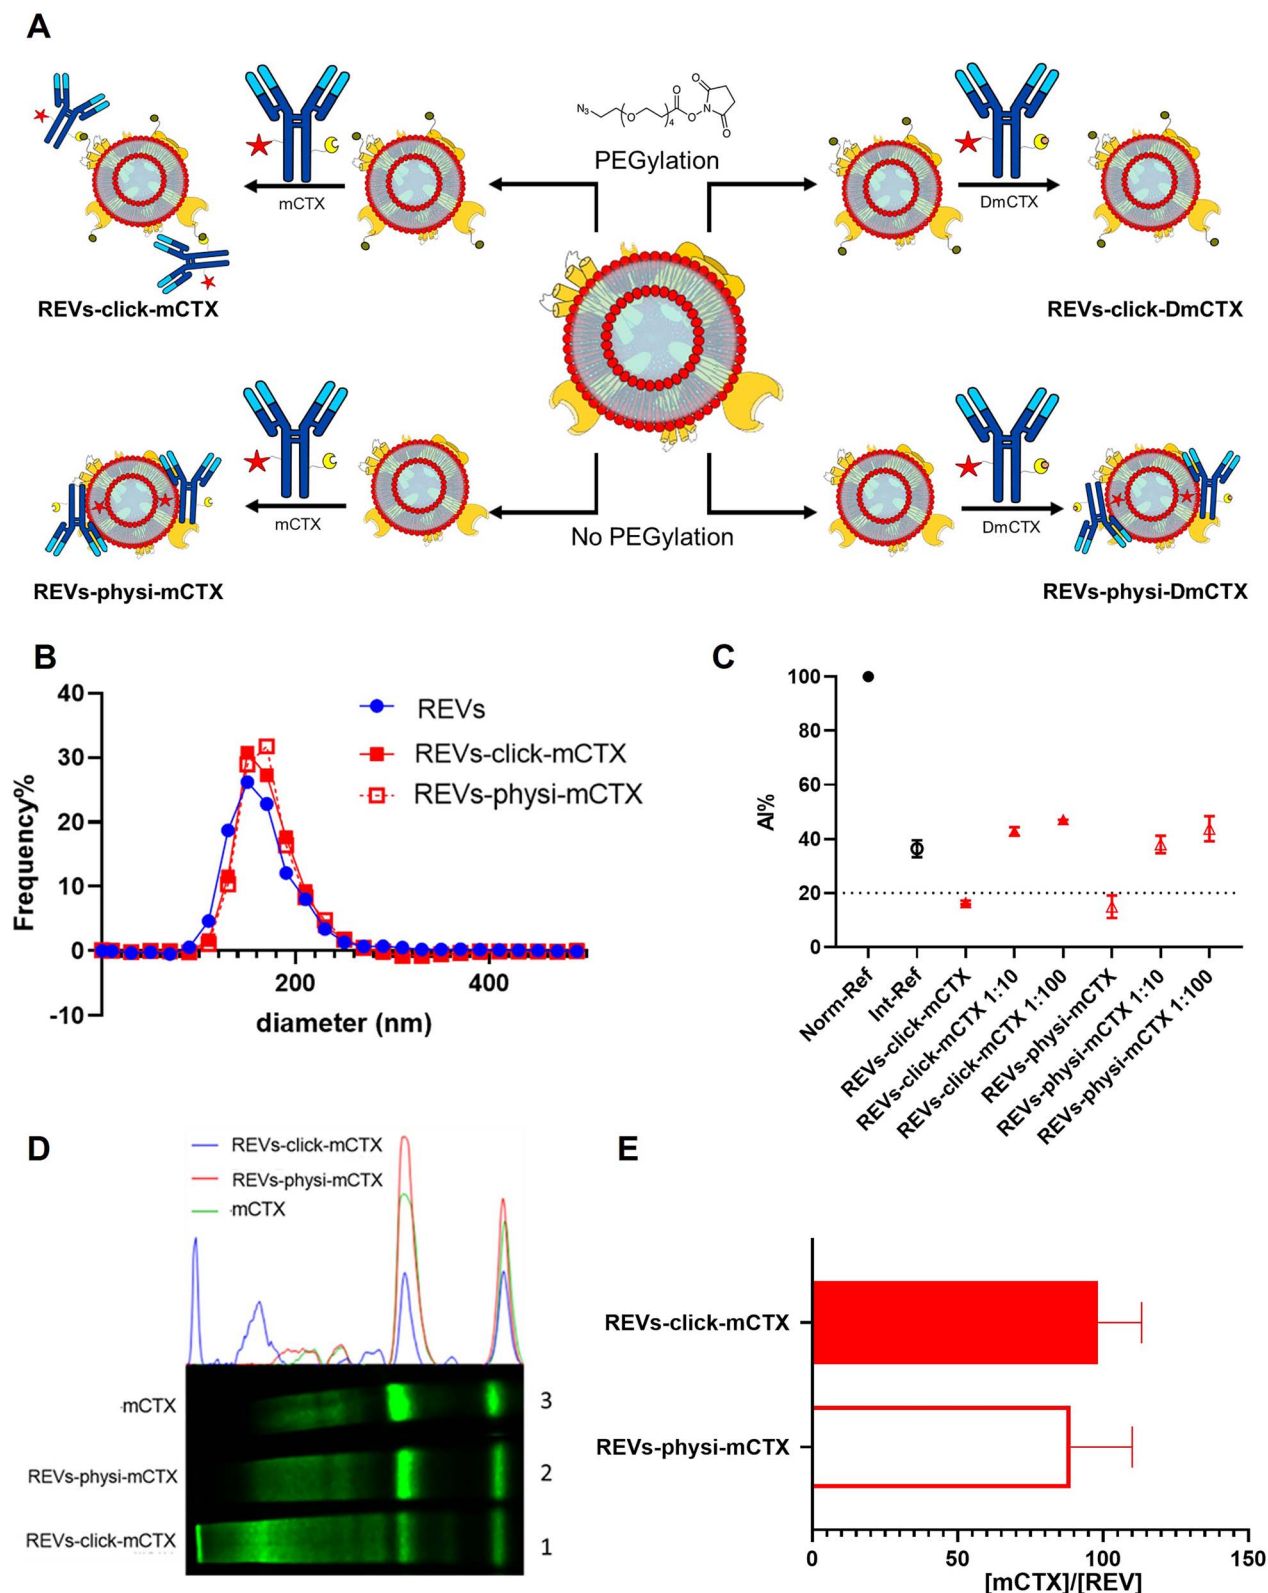 A
N₃
O
4
O
O
N
O
O
PEGylation
mCTX
DmCTX
REVs-click-mCTX
REVs-click-DmCTX
mCTX
No PEGylation
DmCTX
REVs-physi-mCTX
REVs-physi-DmCTX
B
40
30
20
10
0
-10
Frequency%
200
400
diameter (nm)
REVs
REVs-click-mCTX
REVs-physi-mCTX
C
100
80
60
40
20
0
AI%
Norm-Ref
Int-Ref
REVs-click-mCTX
REVs-click-mCTX 1:10
REVs-click-mCTX 1:100
REVs-physi-mCTX
REVs-physi-mCTX 1:10
REVs-physi-mCTX 1:100
D
REVs-click-mCTX
REVs-physi-mCTX
mCTX
mCTX
3
REVs-physi-mCTX
2
REVs-click-mCTX
1
E
REVs-click-mCTX
REVs-physi-mCTX
0
50
100
150
[mCTX]/[REV]